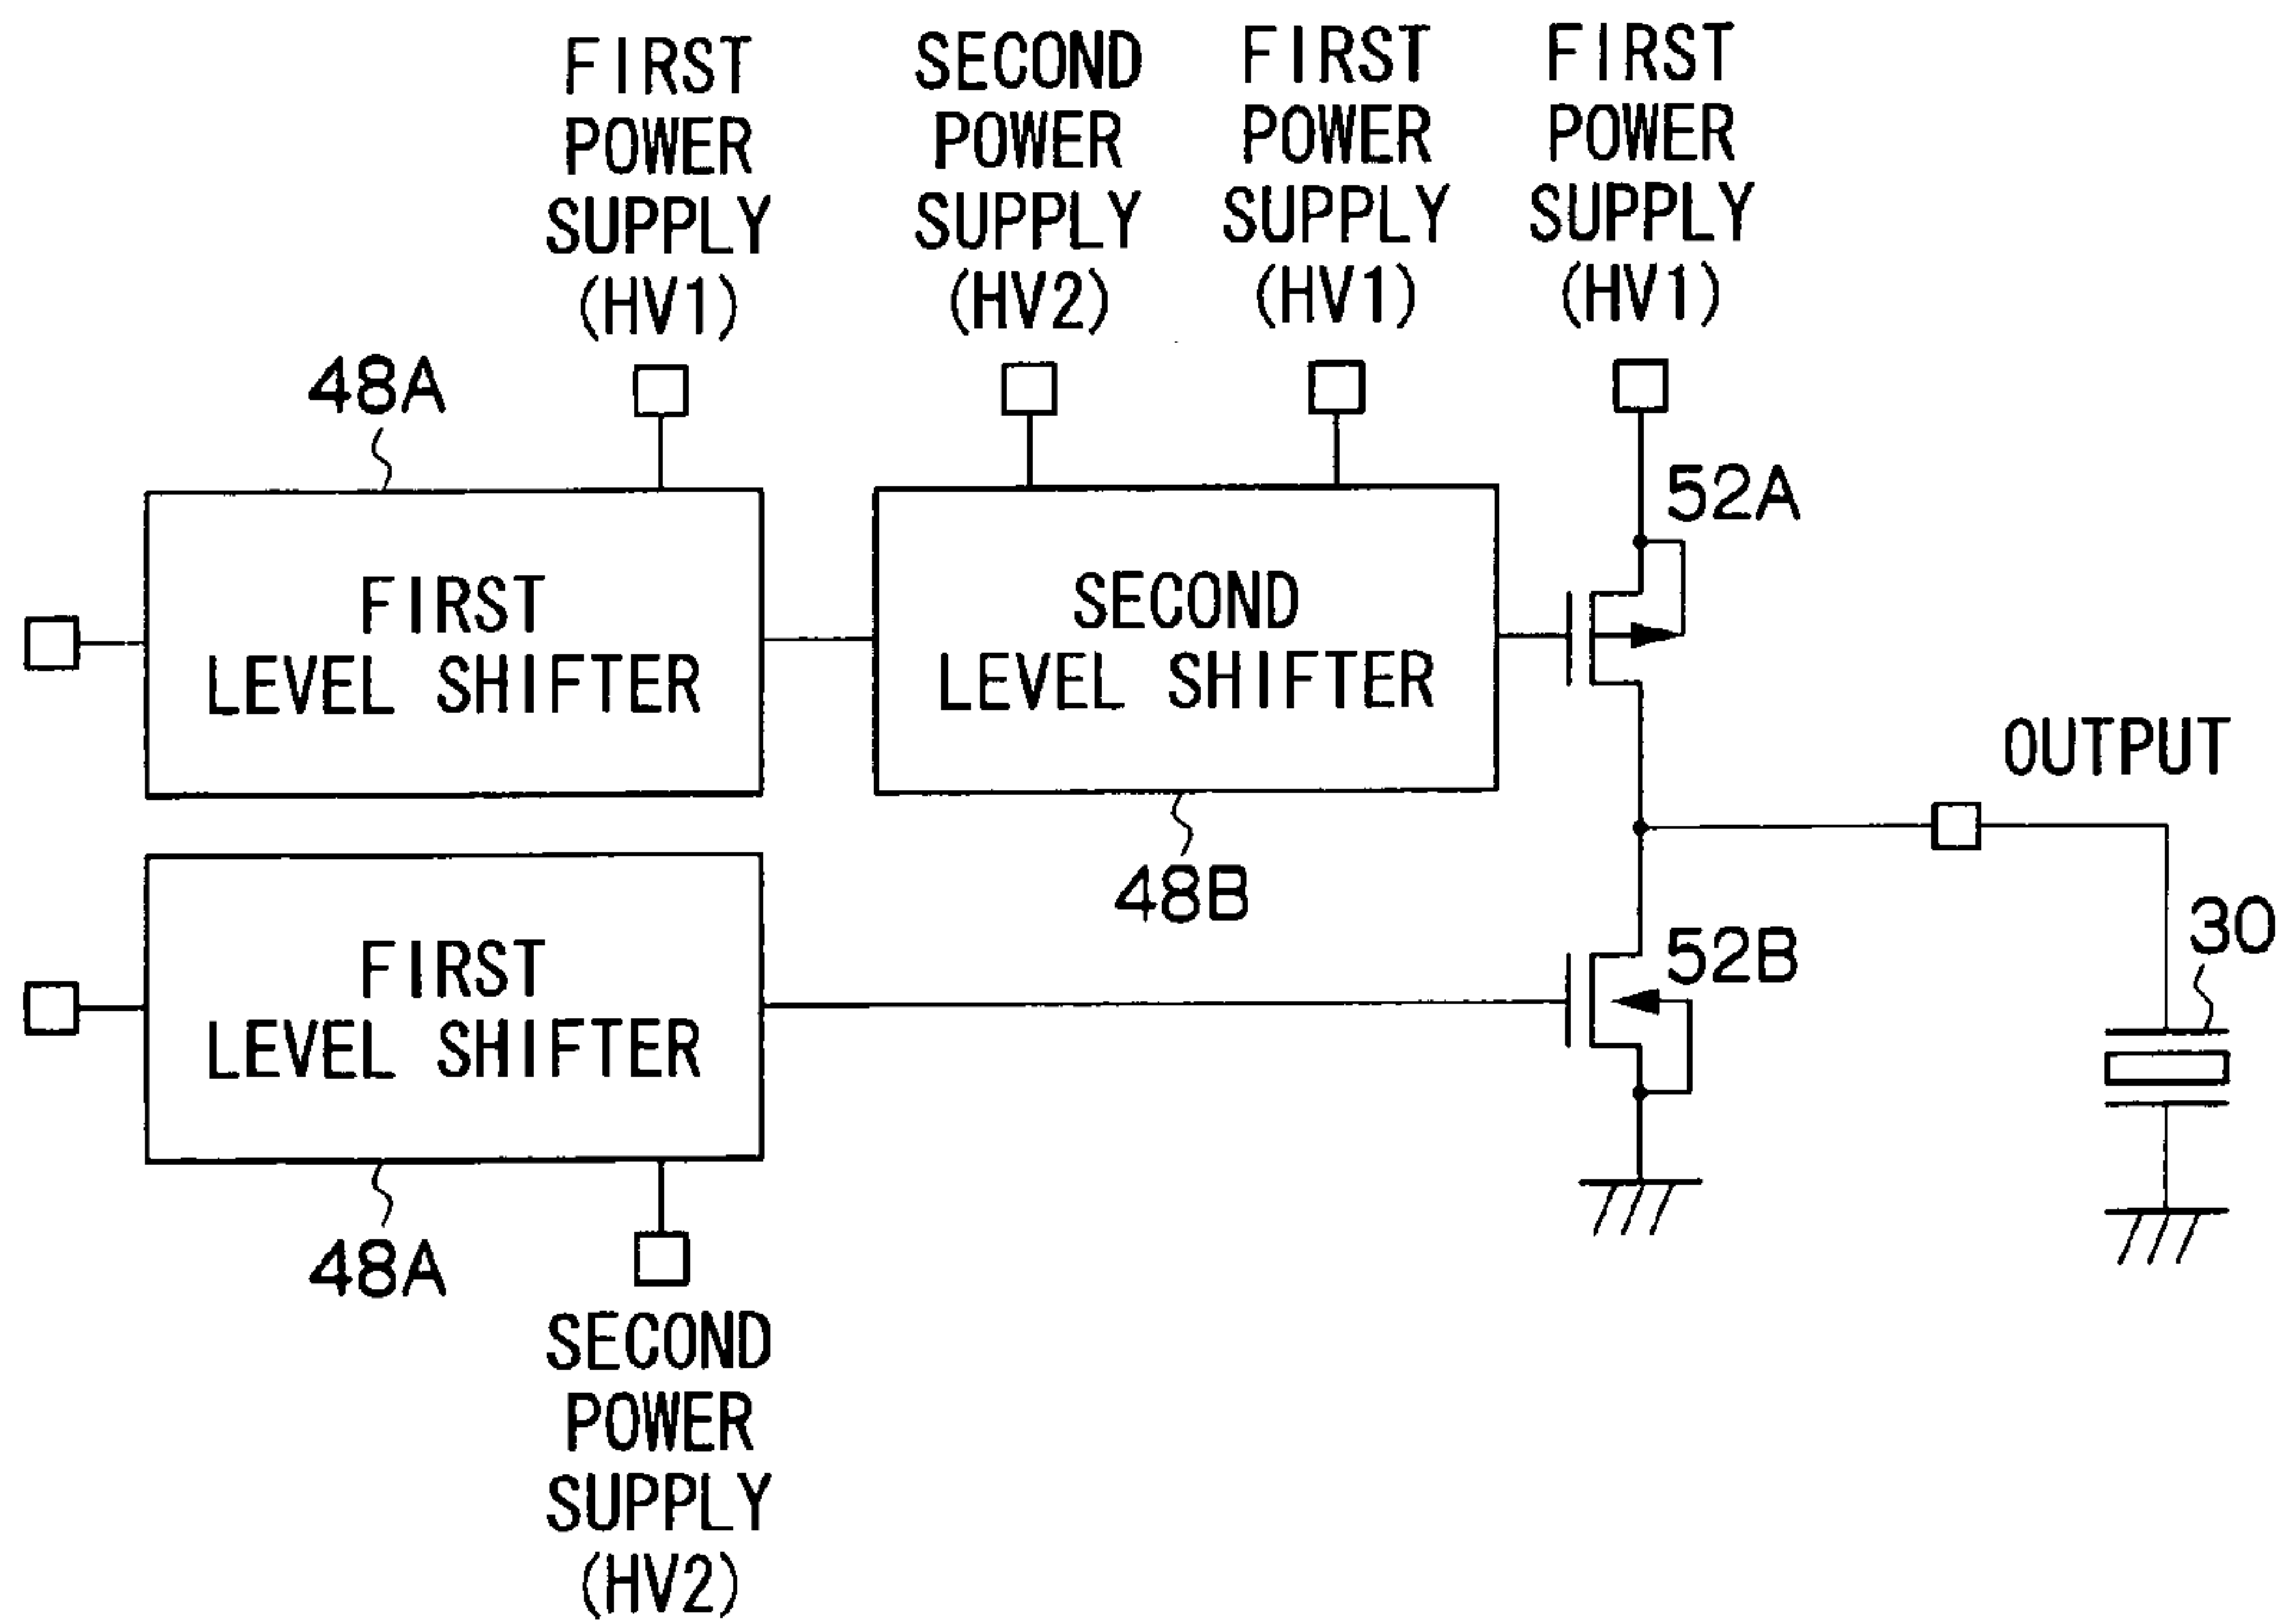 FIRST
POWER
SUPPLY
(HV1)
SECOND
POWER
SUPPLY
(HV2)
FIRST
POWER
SUPPLY
(HV1)
FIRST
POWER
SUPPLY
(HV1)
48A
52A
FIRST
LEVEL SHIFTER
SECOND
LEVEL SHIFTER
OUTPUT
48B
30
52B
FIRST
LEVEL SHIFTER
48A
SECOND
POWER
SUPPLY
(HV2)